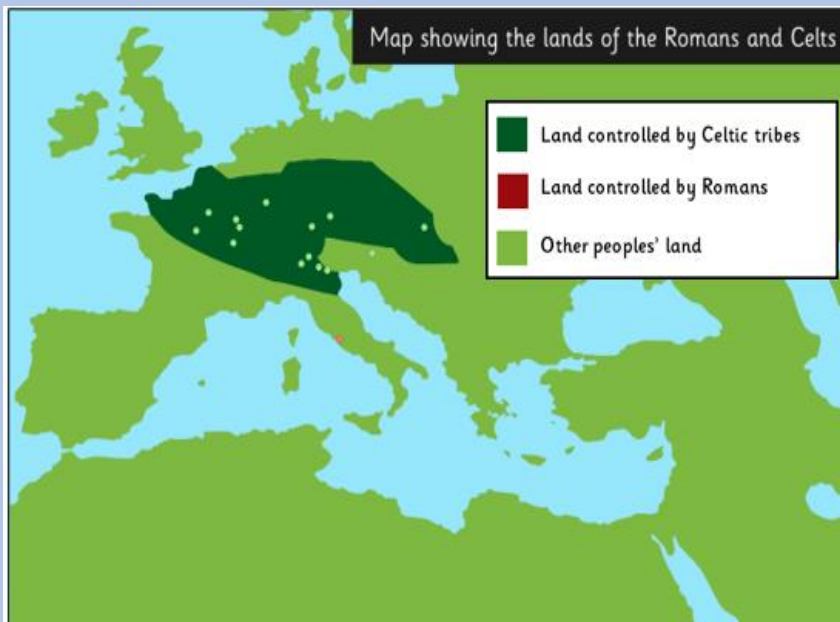 Map showing the lands of the Romans and Celts
Land controlled by Celtic tribes
Land controlled by Romans
Other peoples' land